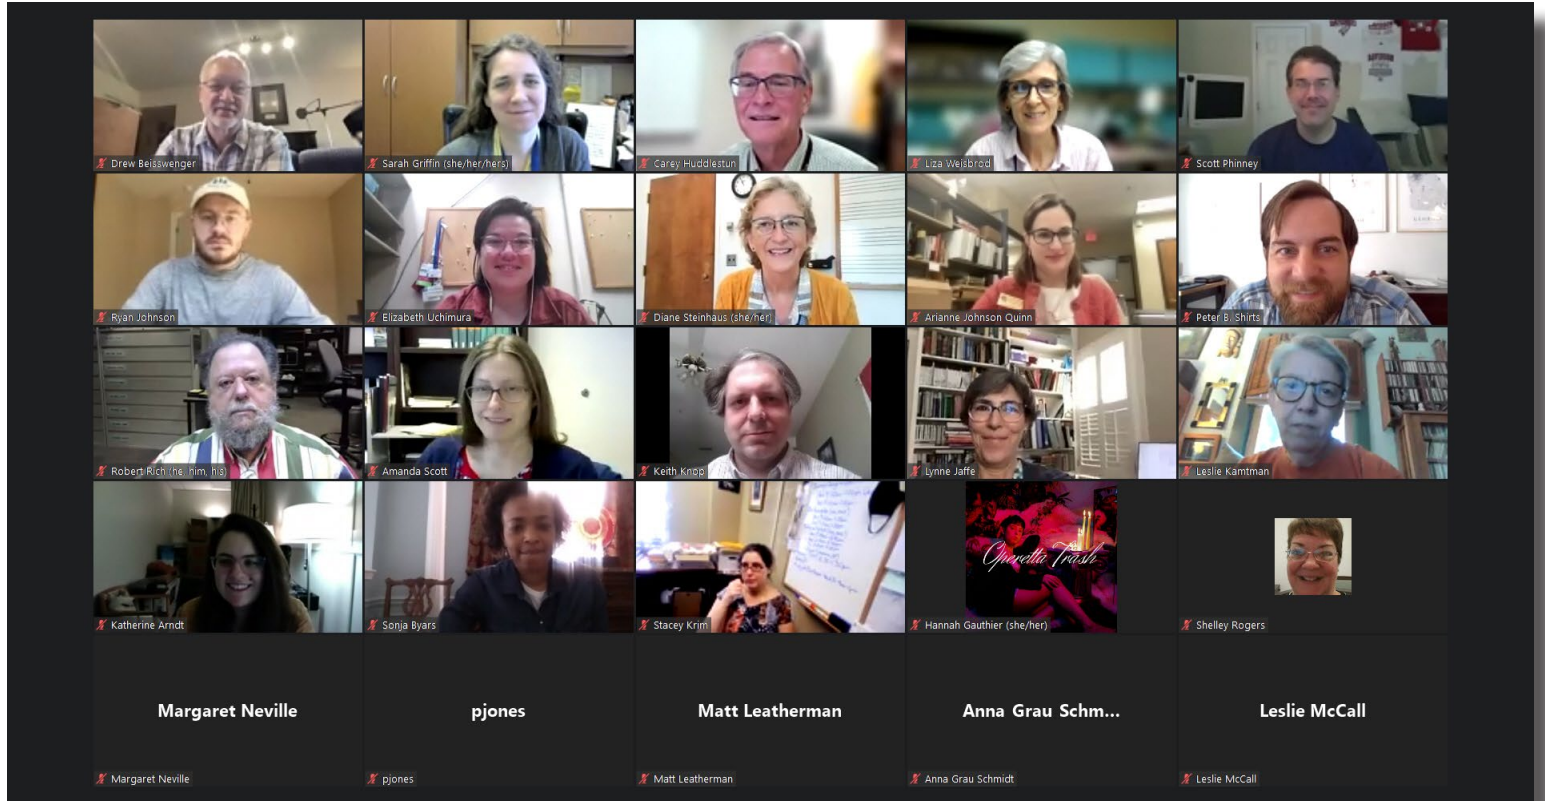 Drew Beisswenger
Sarah Griffin (she/her/hers)
Carey Huddlestun
Liza Weisbrod
Scott Phinney
Ryan Johnson
Elizabeth Uchimura
Diane Steinhaus (she/her)
Arianne Johnson Quinn
Peter B. Shirts
Robert Rich (he, him, his)
Amanda Scott
Keith Knop
Lynne Jaffe
Leslie Kamtman
Operetta Trash
Katherine Arndt
Sonja Byars
Stacey Krim
Hannah Gauthier (she/her)
Shelley Rogers
Margaret Neville
pjones
Matt Leatherman
Anna Grau Schm...
Leslie McCall
Margaret Neville
pjones
Matt Leatherman
Anna Grau Schmidt
Leslie McCall